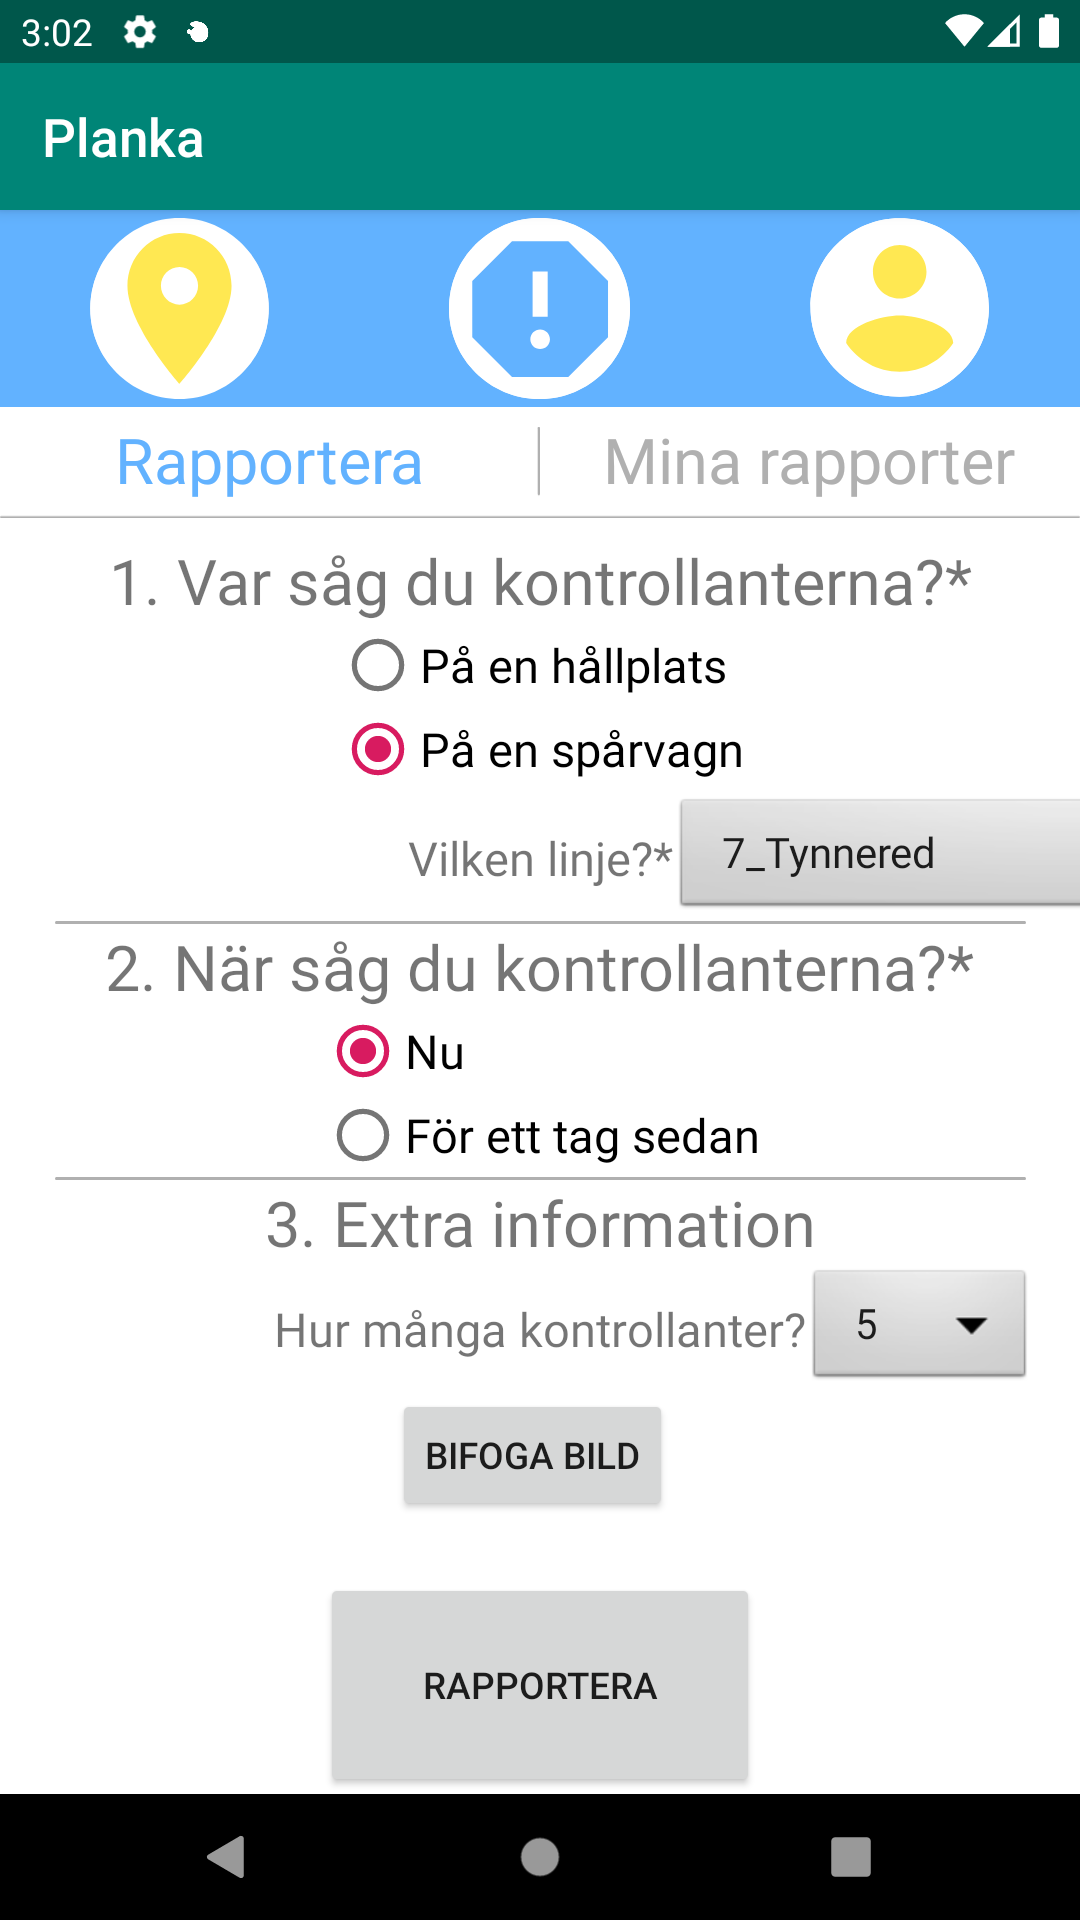 3:02
Planka
Rapportera
Mina rapporter
1. Var såg du kontrollanterna?*
På en hållplats
På en spårvagn
Vilken linje?*
7_Tynnered
2. När såg du kontrollanterna?*
Nu
För ett tag sedan
3. Extra information
Hur många kontrollanter?
5
BIFOGA BILD
RAPPORTERA